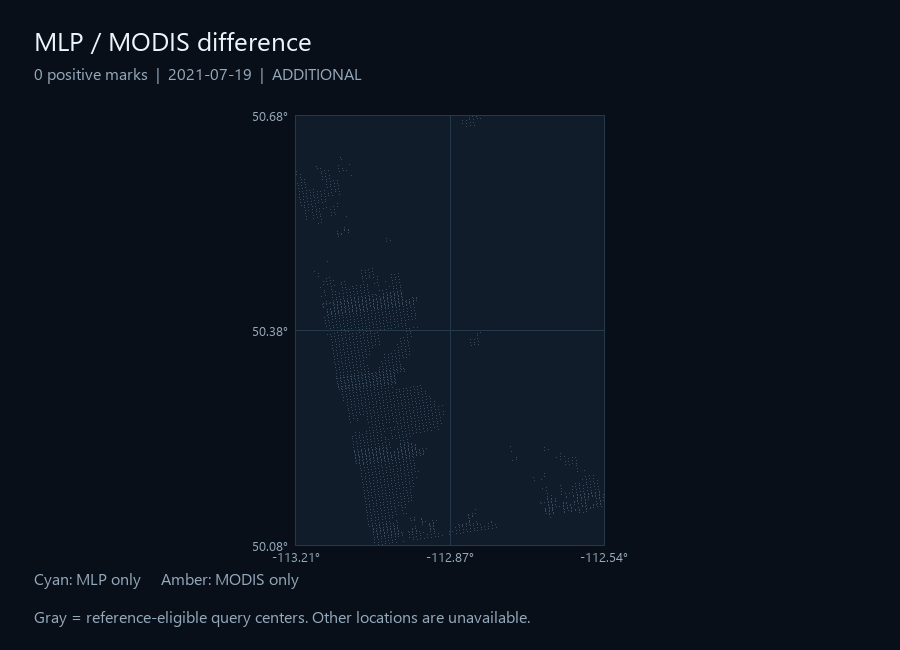 MLP / MODIS difference
0 positive marks | 2021-07-19 | ADDITIONAL
50.68°
50.38°
50.08°
-113.21° -112.87° -112.54°
Cyan: MLP only Amber: MODIS only
Gray = reference-eligible query centers. Other locations are unavailable.